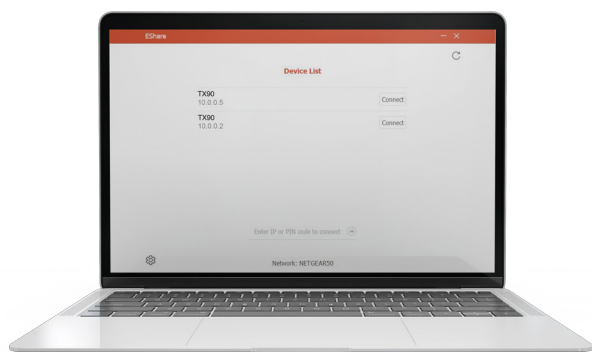 EShare
Device List
TX90
10.0.0.5
Connect
TX90
10.0.0.2
Connect
Enter IP or PIN code to connect
Network: NETGEAR50